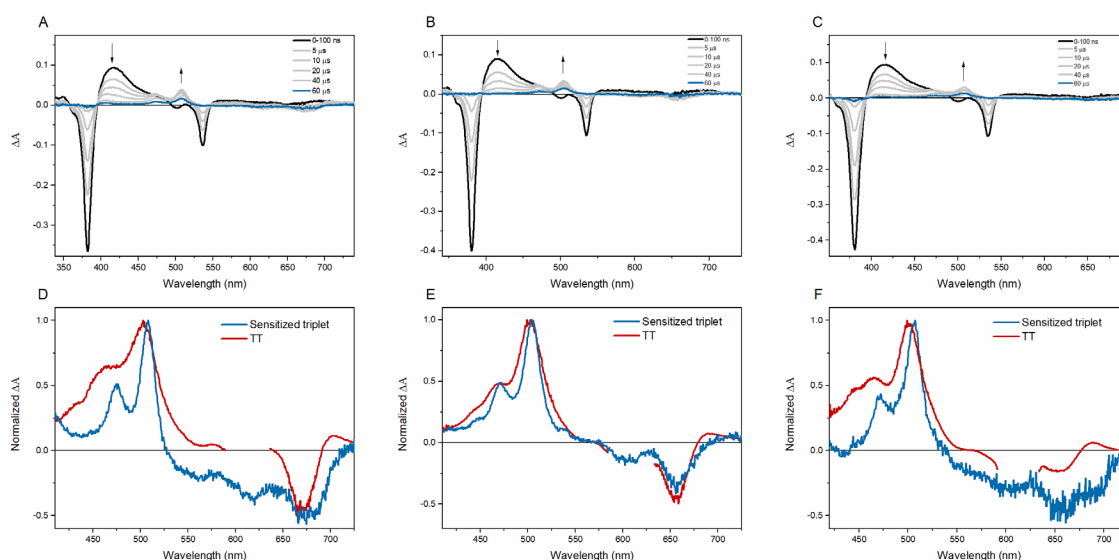 A
0-100 ns
5 μs
10 μs
20 μs
40 μs
60 μs
0.1
0.0
-0.1
-0.2
-0.3
ΔA
350 400 450 500 550 600 650 700
Wavelength (nm)
B
0-100 ns
5 μs
10 μs
20 μs
40 μs
60 μs
0.1
0.0
-0.1
-0.2
-0.3
-0.4
ΔA
400 500 600 700
Wavelength (nm)
C
0-100 ns
5 μs
10 μs
20 μs
40 μs
60 μs
0.1
0.0
-0.1
-0.2
-0.3
-0.4
ΔA
400 450 500 550 600 650
Wavelength (nm)
D
Sensitized triplet
TT
1.0
0.5
0.0
-0.5
Normalized ΔA
450 500 550 600 650 700
Wavelength (nm)
E
Sensitized triplet
TT
1.0
0.5
0.0
-0.5
Normalized ΔA
450 500 550 600 650 700
Wavelength (nm)
F
Sensitized triplet
TT
1.0
0.5
0.0
-0.5
Normalized ΔA
450 500 550 600 650 700
Wavelength (nm)